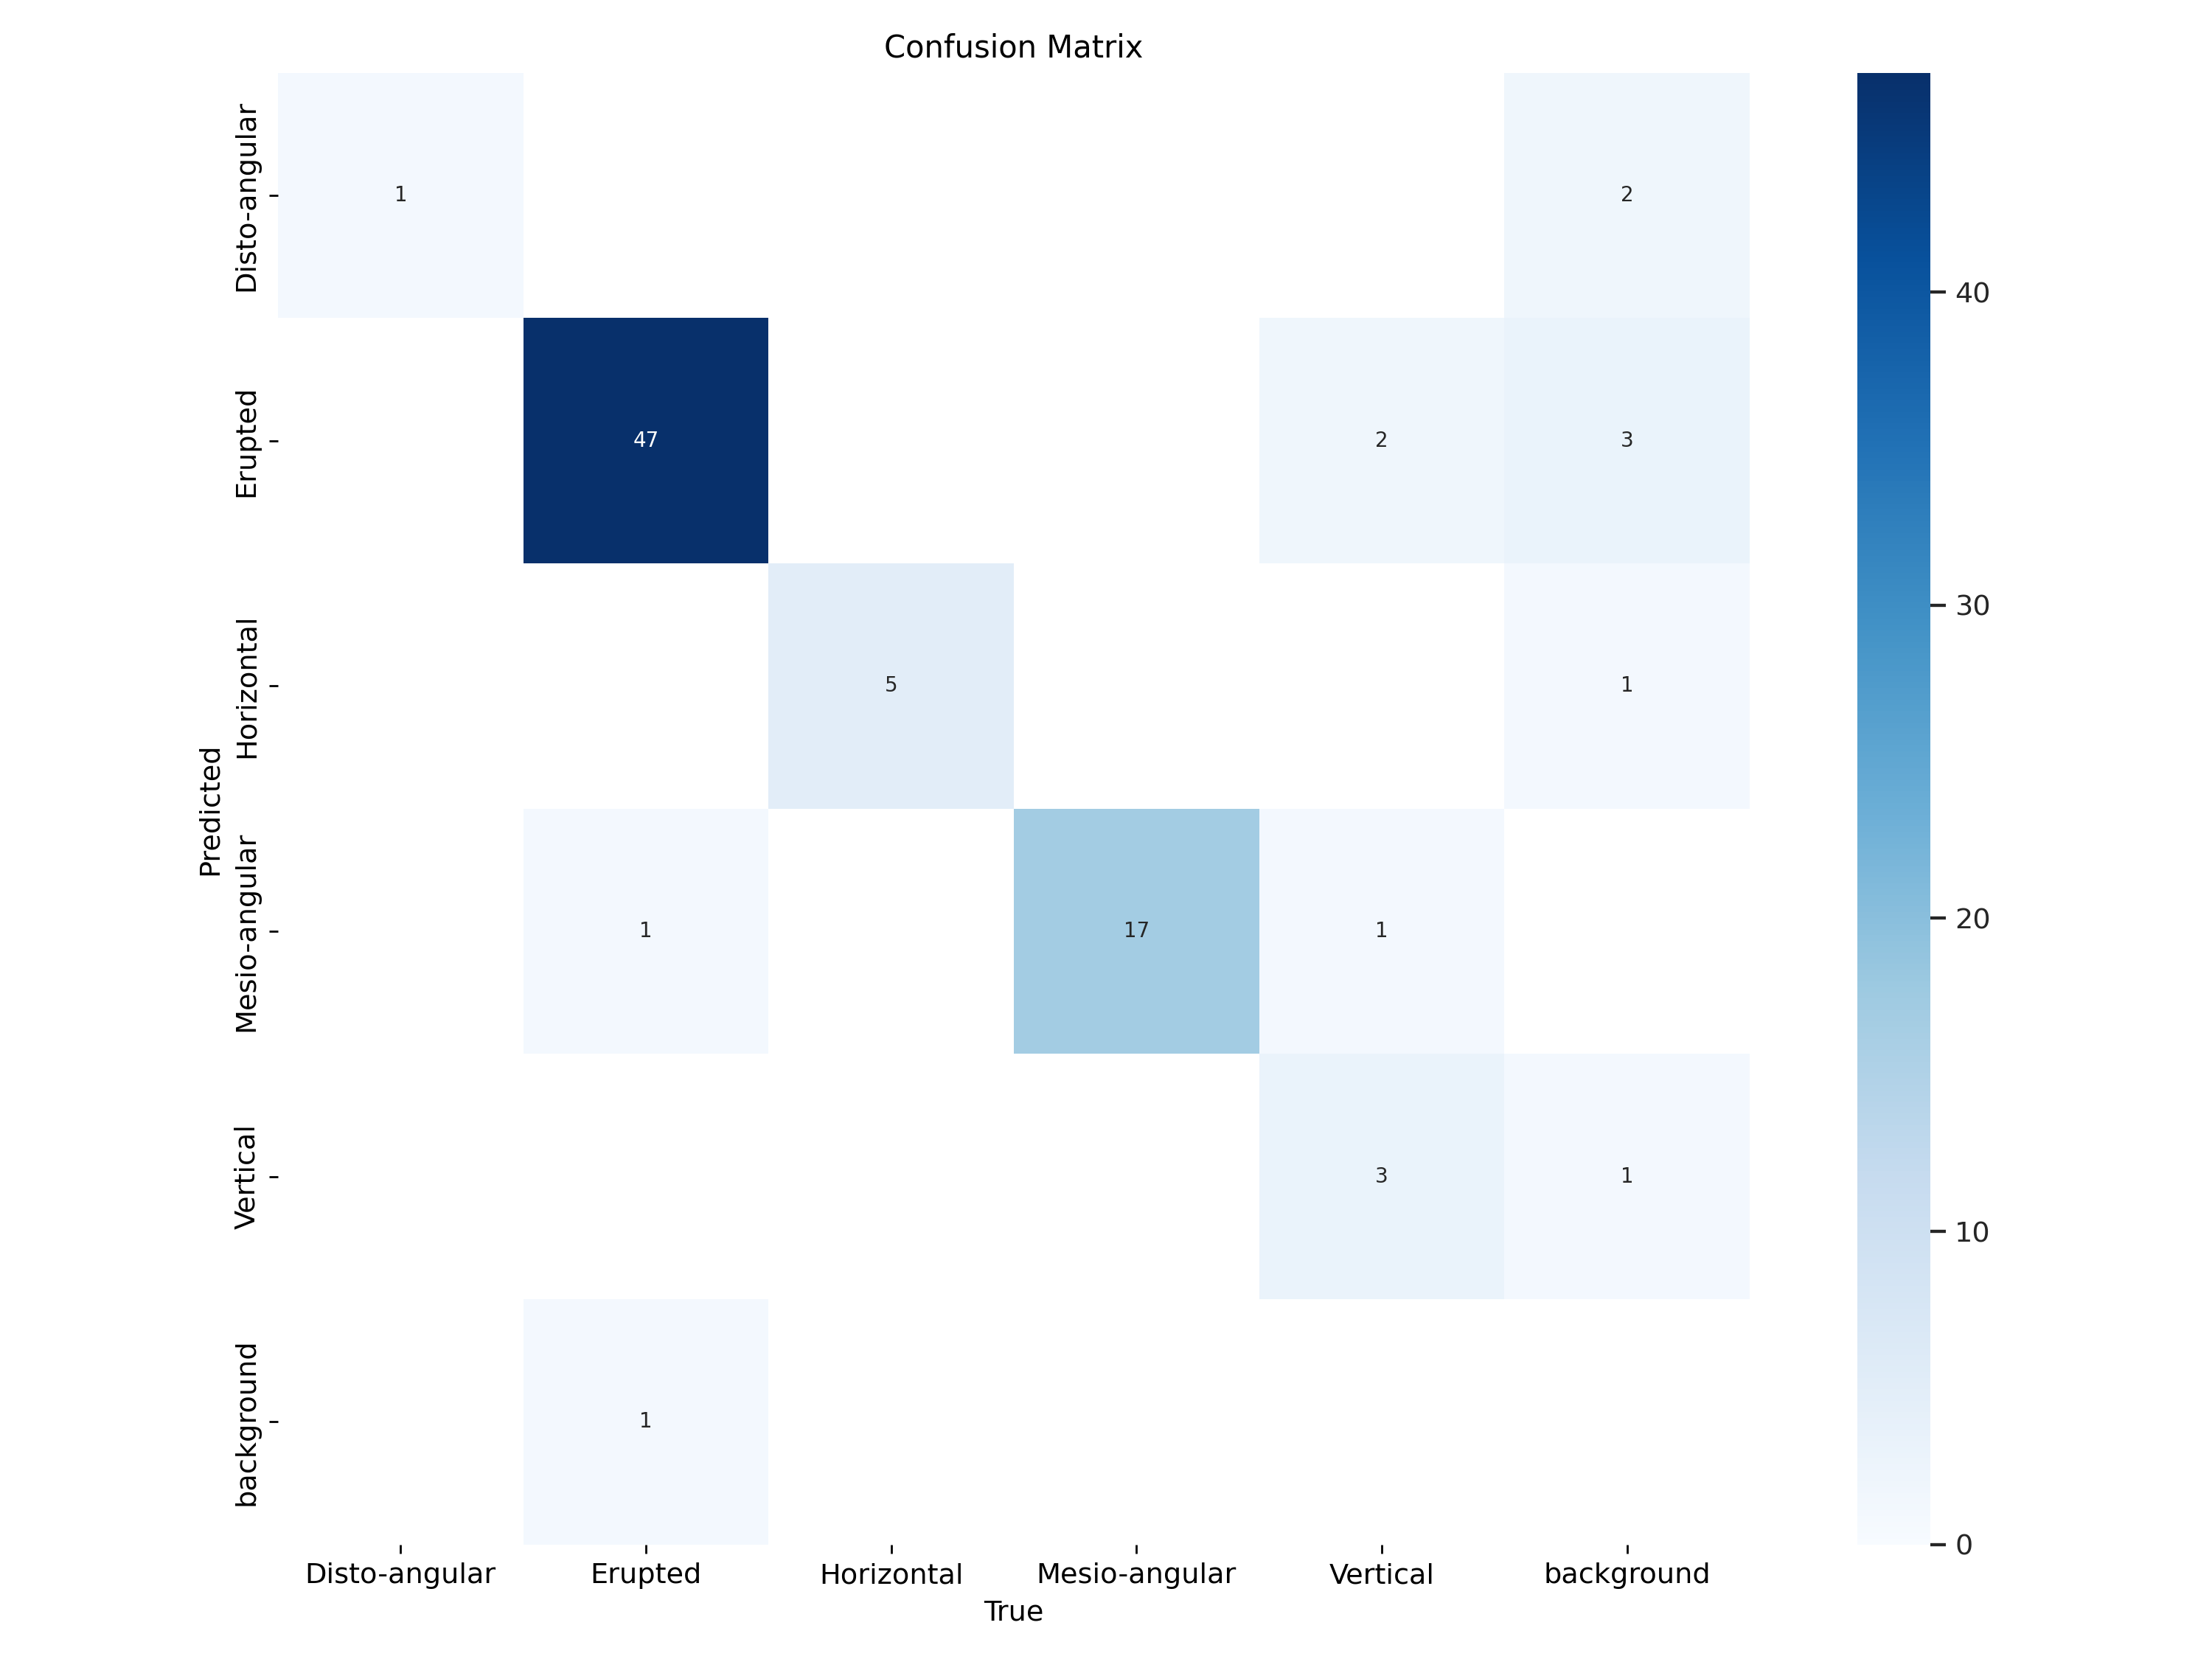 Confusion Matrix
Disto-angular
1
2
40
Erupted
47
2
3
30
Horizontal
5
1
Predicted
Mesio-angular
1
17
1
20
Vertical
3
1
10
background
1
0
Disto-angular Erupted Horizontal Mesio-angular Vertical background
True